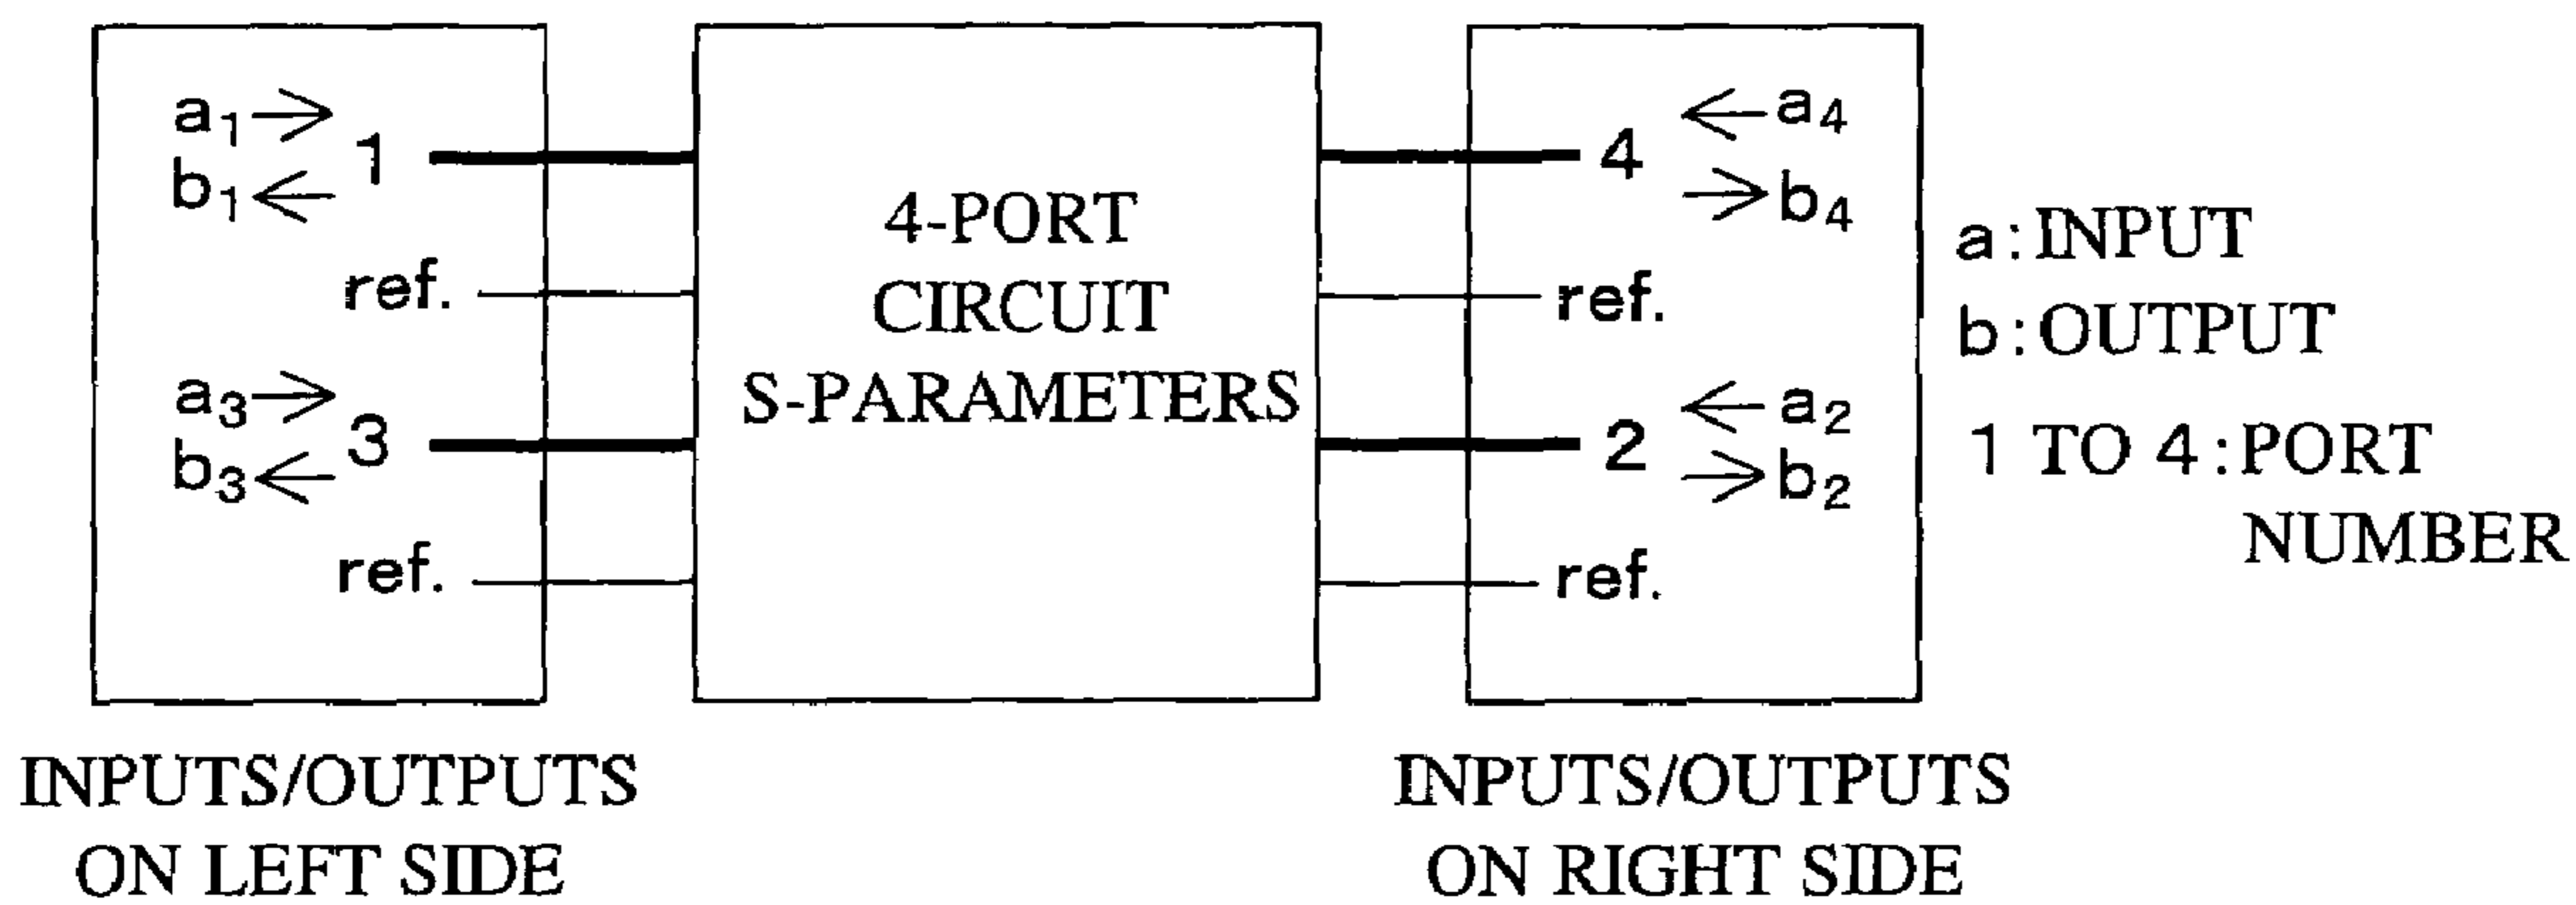 a1
1
b1
ref.
a3
3
b3
ref.
4-PORT
CIRCUIT
S-PARAMETERS
a4
4
b4
ref.
a2
2
b2
ref.
a:INPUT
b:OUTPUT
1 TO 4:PORT
NUMBER
INPUTS/OUTPUTS
ON LEFT SIDE
INPUTS/OUTPUTS
ON RIGHT SIDE